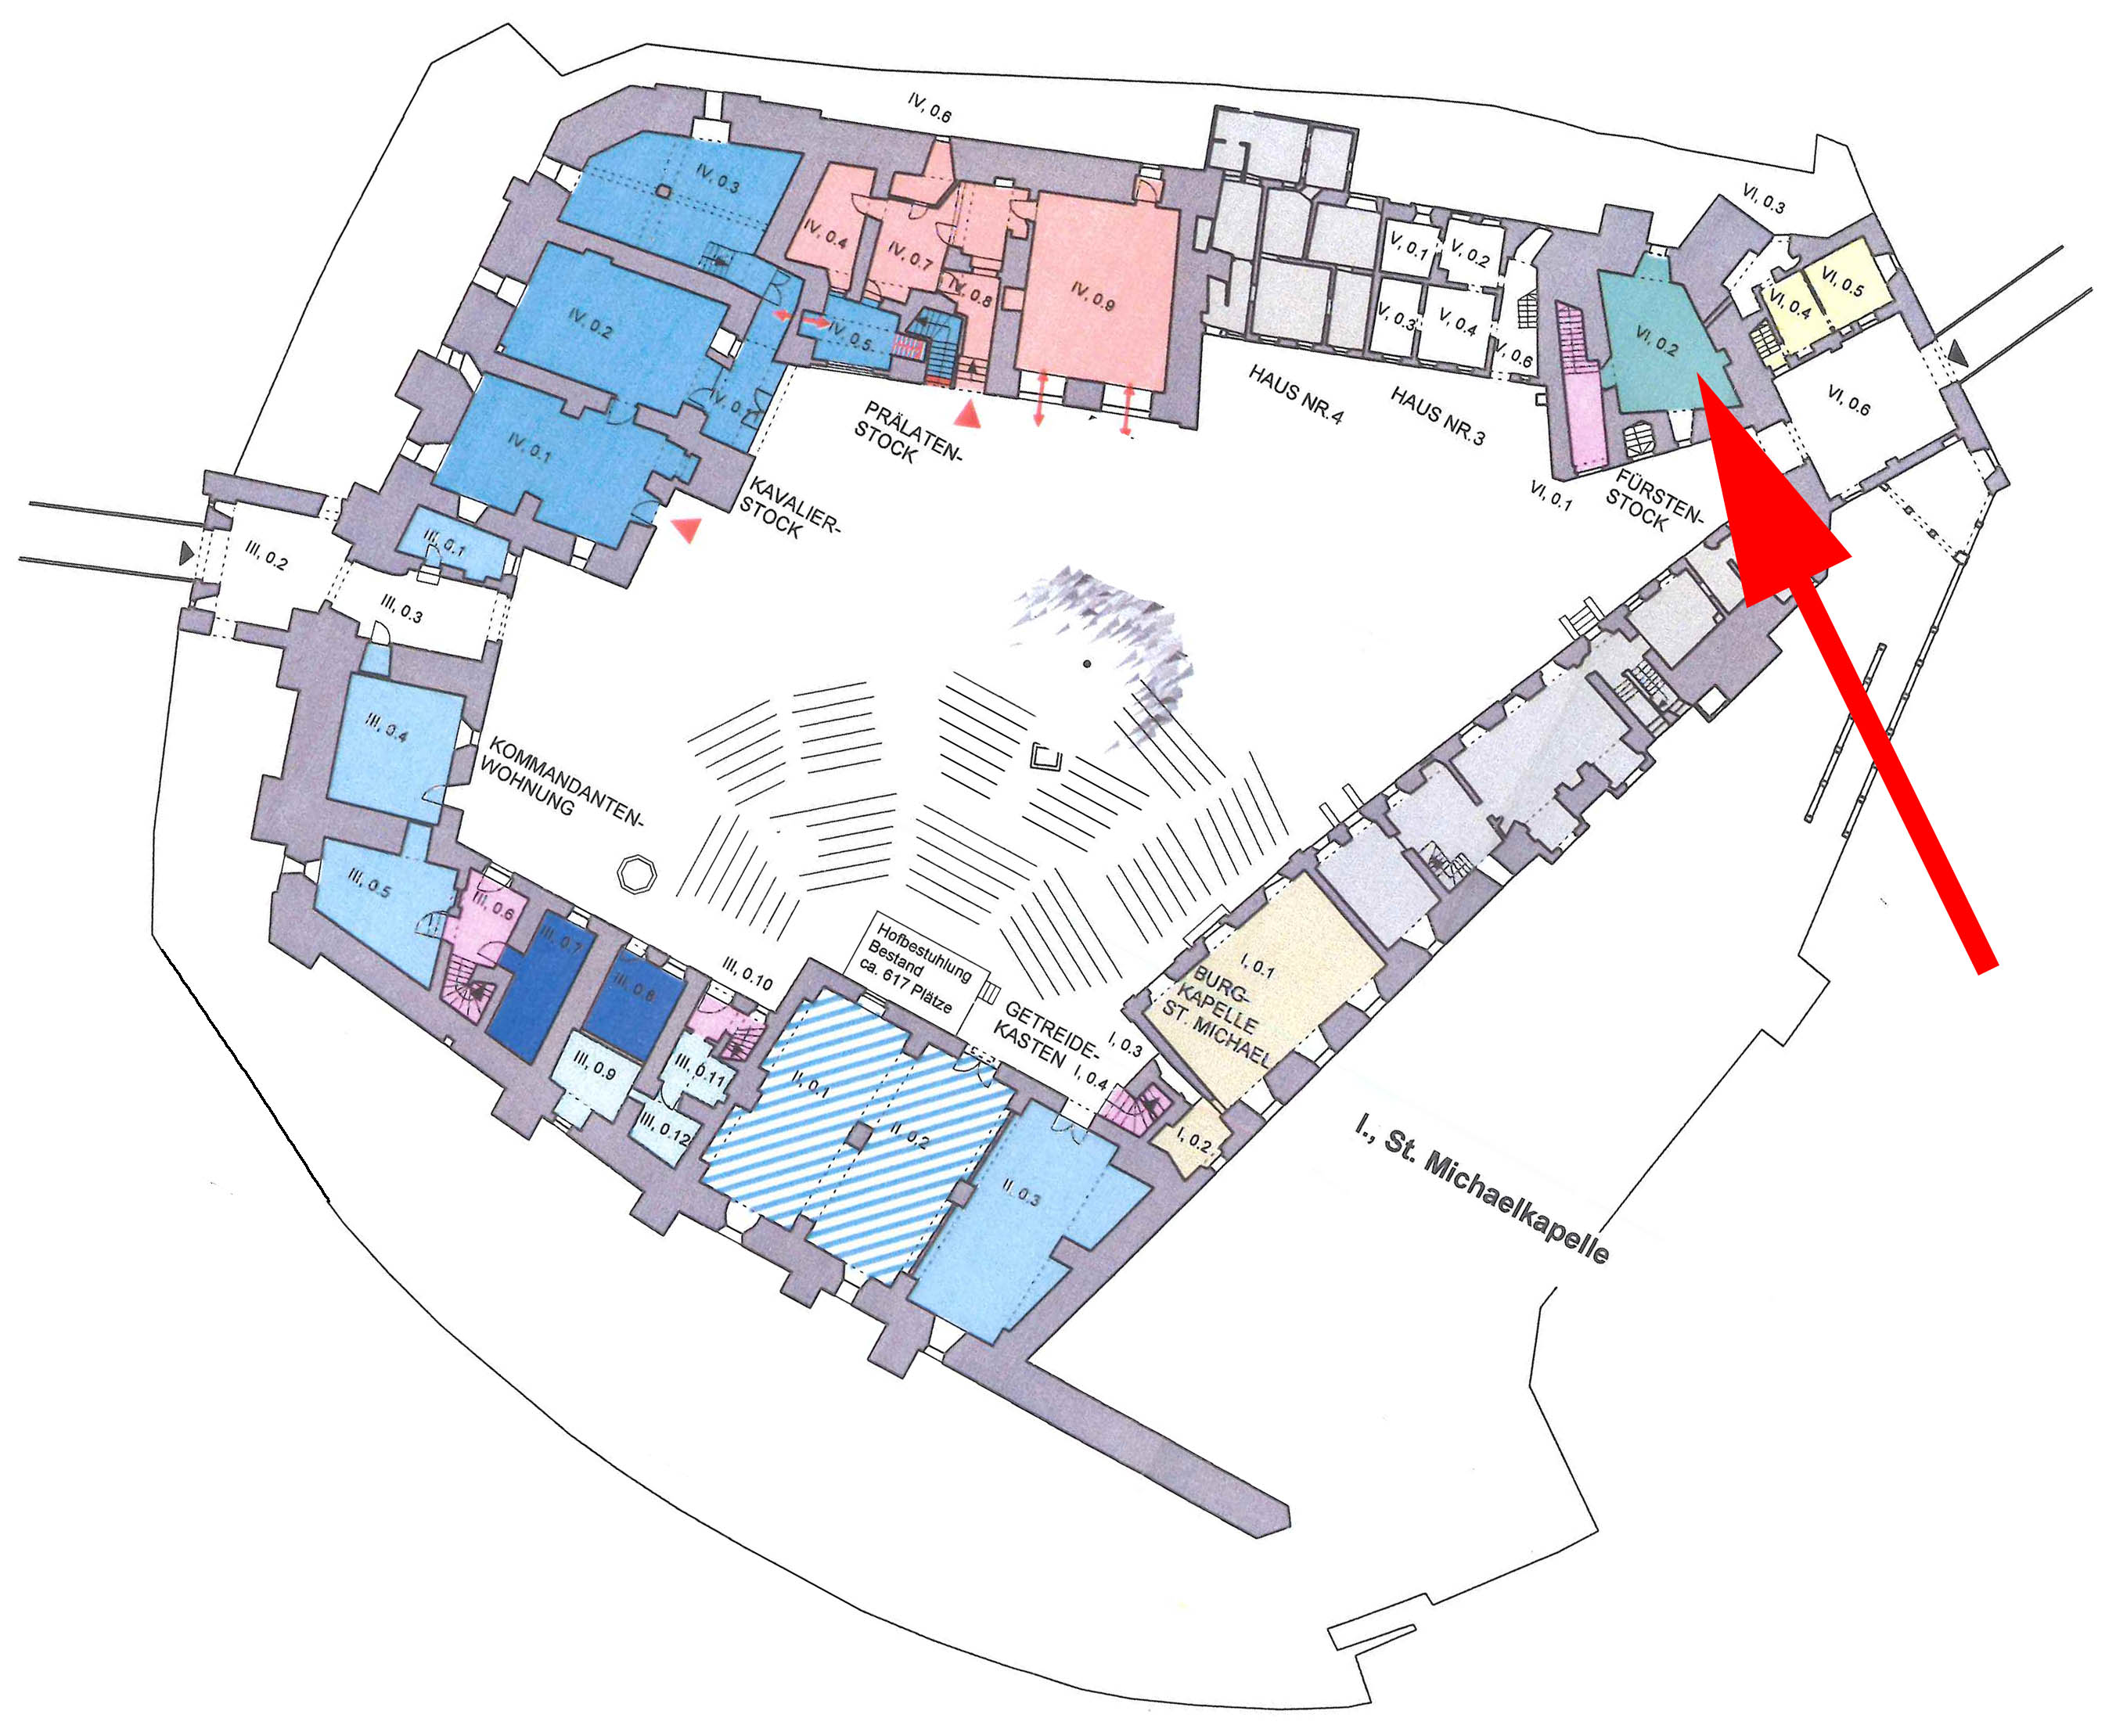 IV, 0.6
IV, 0.3
IV, 0.4
IV, 0.7
IV, 0.8
IV, 0.9
IV, 0.2
IV, 0.5
IV, 0.1
V, 0.1
V, 0.2
V, 0.3
V, 0.4
V, 0.6
VI, 0.3
VI, 0.5
VI, 0.4
VI, 0.2
VI, 0.6
VI, 0.1
HAUS NR.4
HAUS NR.3
PRÄLATEN-
STOCK
KAVALIER-
STOCK
FÜRSTEN-
STOCK
III, 0.1
III, 0.2
III, 0.3
III, 0.4
KOMMANDANTEN-
WOHNUNG
III, 0.5
III, 0.6
III, 0.7
III, 0.8
III, 0.10
III, 0.9
III, 0.11
III, 0.12
Hofbestuhlung
Bestand
ca. 617 Plätze
GETREIDE-
KASTEN
I, 0.3
I, 0.4
I, 0.1
BURG-
KAPELLE
ST. MICHAEL
I, 0.2
II, 0.1
II, 0.2
II, 0.3
I., St. Michaelkapelle